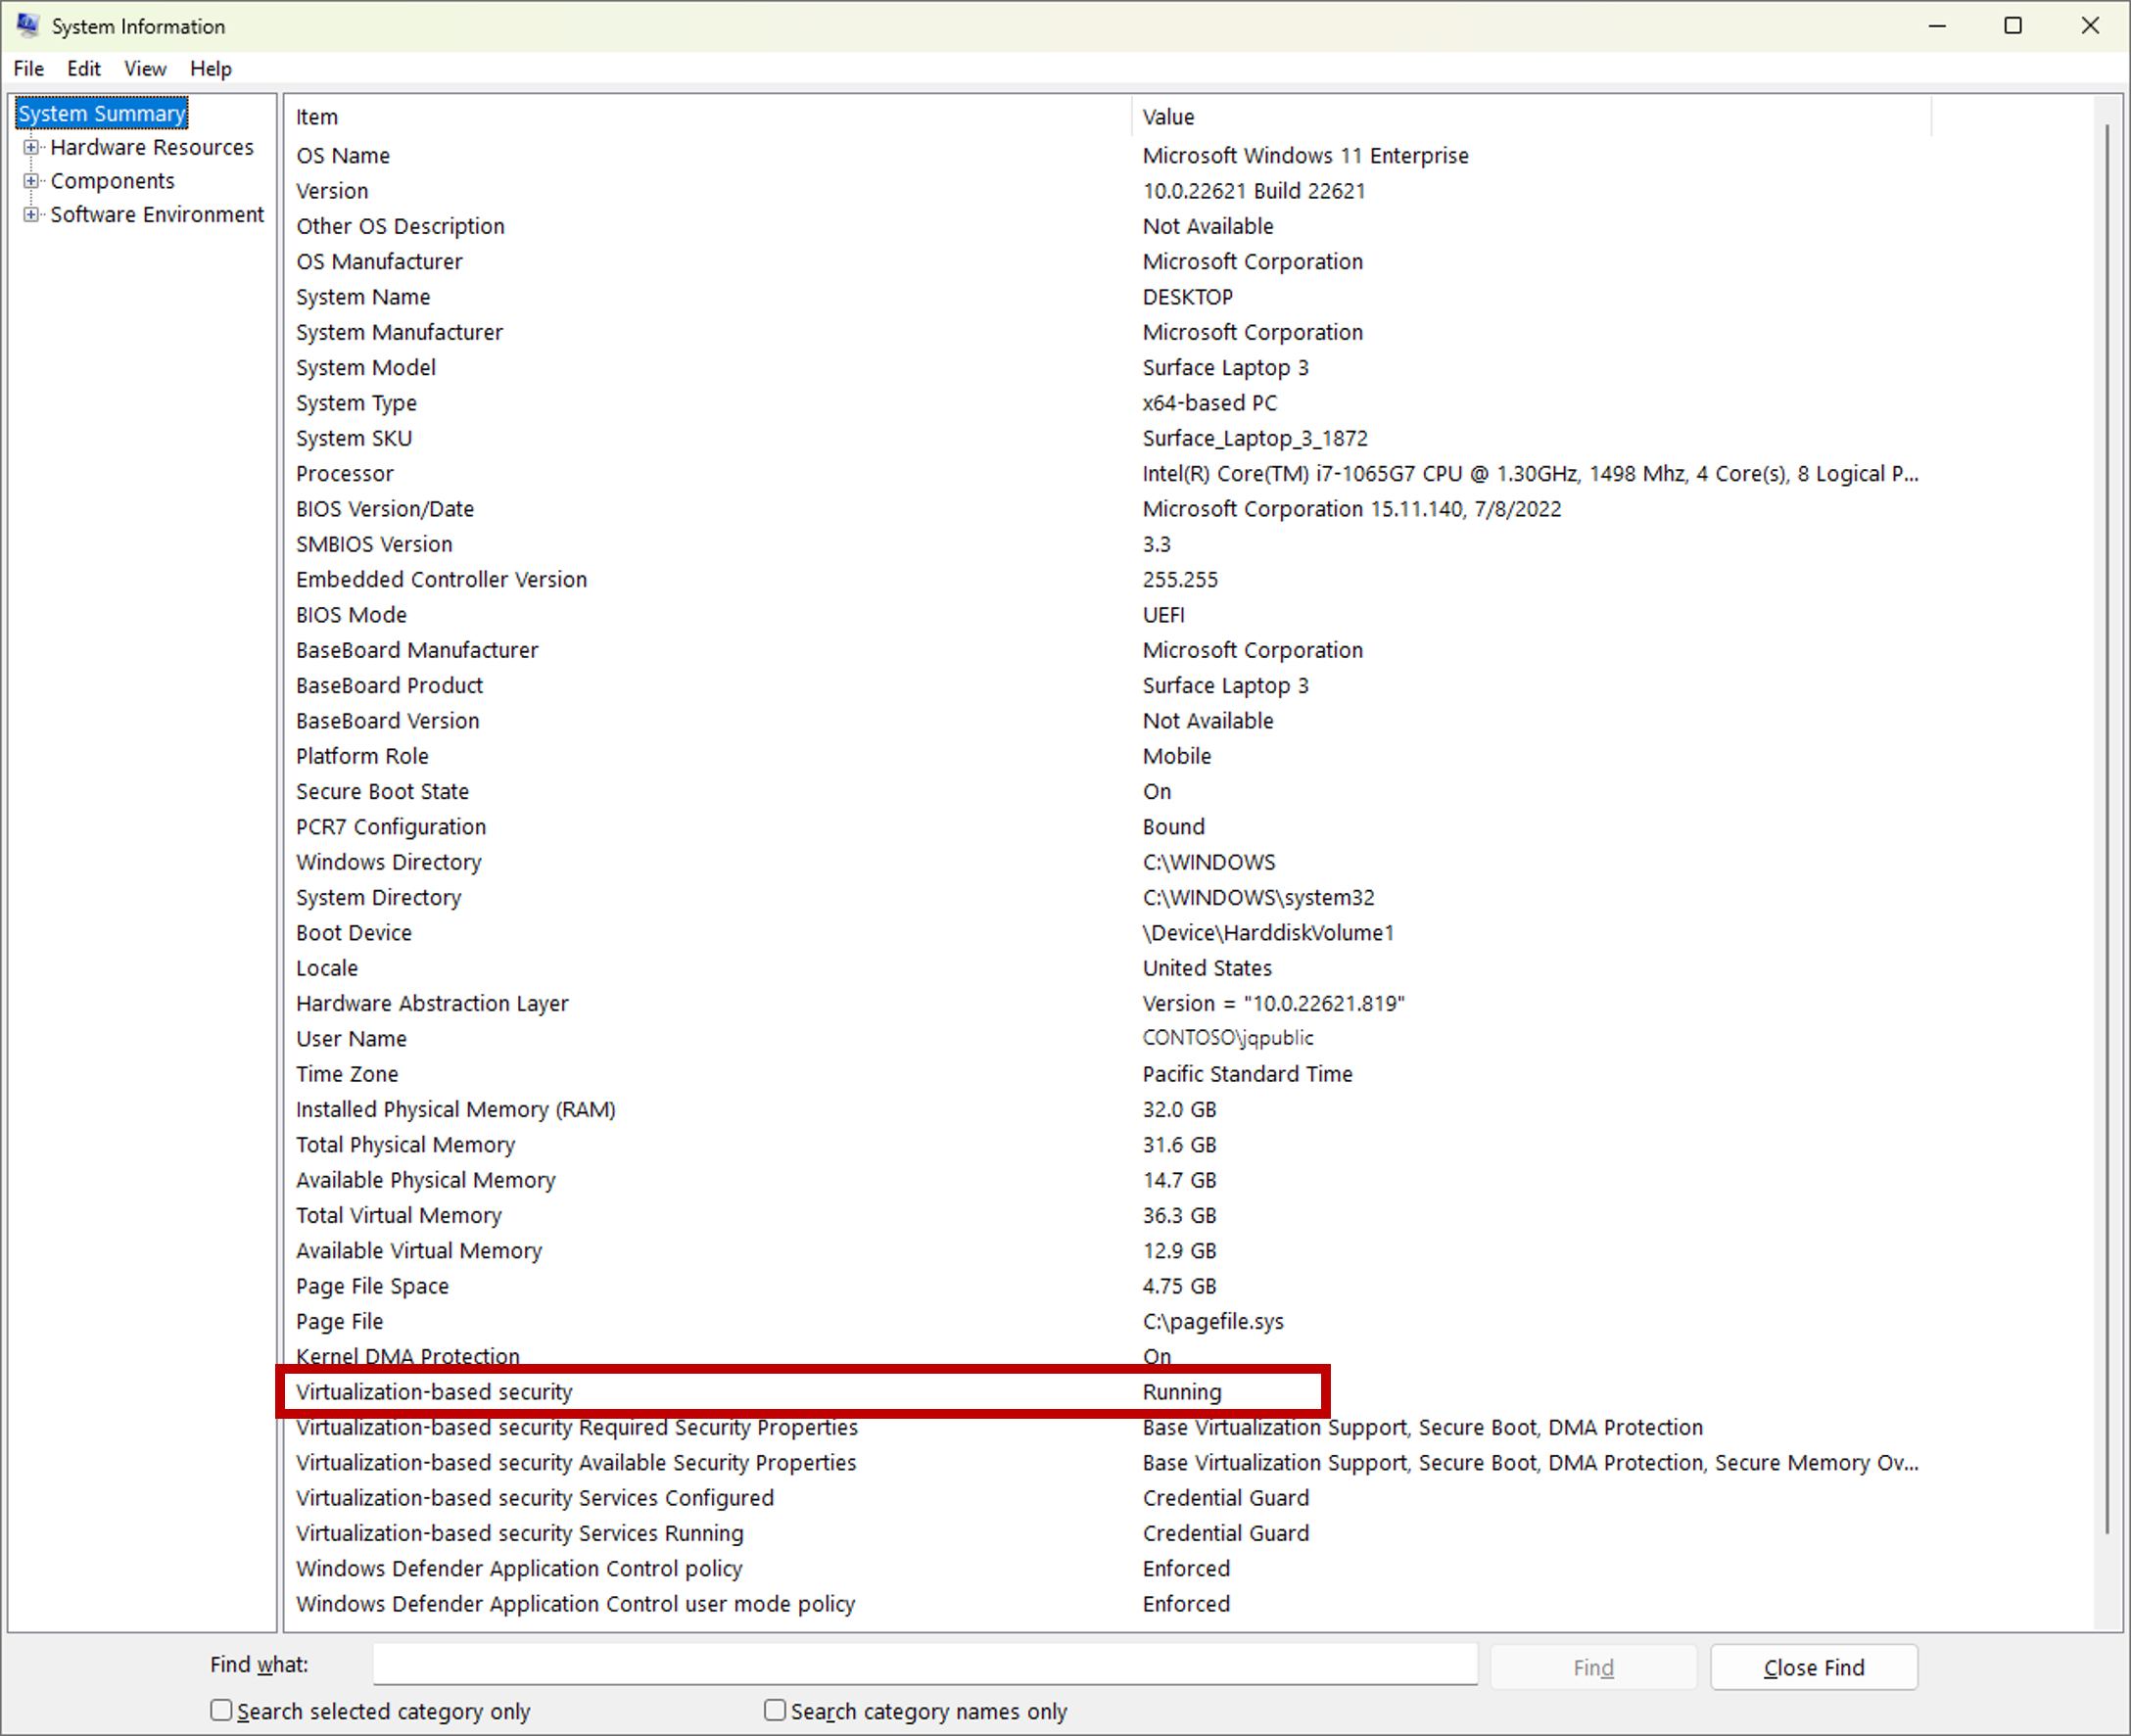 System Information
File Edit View Help
System Summary
Hardware Resources
Components
Software Environment
Item Value
OS Name Microsoft Windows 11 Enterprise
Version 10.0.22621 Build 22621
Other OS Description Not Available
OS Manufacturer Microsoft Corporation
System Name DESKTOP
System Manufacturer Microsoft Corporation
System Model Surface Laptop 3
System Type x64-based PC
System SKU Surface_Laptop_3_1872
Processor Intel(R) Core(TM) i7-1065G7 CPU @ 1.30GHz, 1498 Mhz, 4 Core(s), 8 Logical P...
BIOS Version/Date Microsoft Corporation 15.11.140, 7/8/2022
SMBIOS Version 3.3
Embedded Controller Version 255.255
BIOS Mode UEFI
BaseBoard Manufacturer Microsoft Corporation
BaseBoard Product Surface Laptop 3
BaseBoard Version Not Available
Platform Role Mobile
Secure Boot State On
PCR7 Configuration Bound
Windows Directory C:\WINDOWS
System Directory C:\WINDOWS\system32
Boot Device \Device\HarddiskVolume1
Locale United States
Hardware Abstraction Layer Version = "10.0.22621.819"
User Name CONTOSO\jqpublic
Time Zone Pacific Standard Time
Installed Physical Memory (RAM) 32.0 GB
Total Physical Memory 31.6 GB
Available Physical Memory 14.7 GB
Total Virtual Memory 36.3 GB
Available Virtual Memory 12.9 GB
Page File Space 4.75 GB
Page File C:\pagefile.sys
Kernel DMA Protection On
Virtualization-based security Running
Virtualization-based security Required Security Properties Base Virtualization Support, Secure Boot, DMA Protection
Virtualization-based security Available Security Properties Base Virtualization Support, Secure Boot, DMA Protection, Secure Memory Ov...
Virtualization-based security Services Configured Credential Guard
Virtualization-based security Services Running Credential Guard
Windows Defender Application Control policy Enforced
Windows Defender Application Control user mode policy Enforced
Find what: Find Close Find
Search selected category only Search category names only